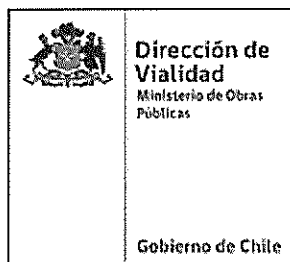 Dirección de
Vialidad
Ministerio de Obras
Públicas
Gobierno de Chile